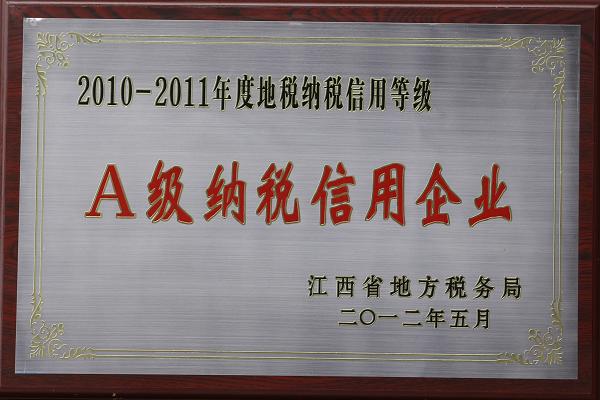 2010-2011年度地税纳税信用等级
A级纳税信用企业
江西省地方税务局
二〇一二年五月